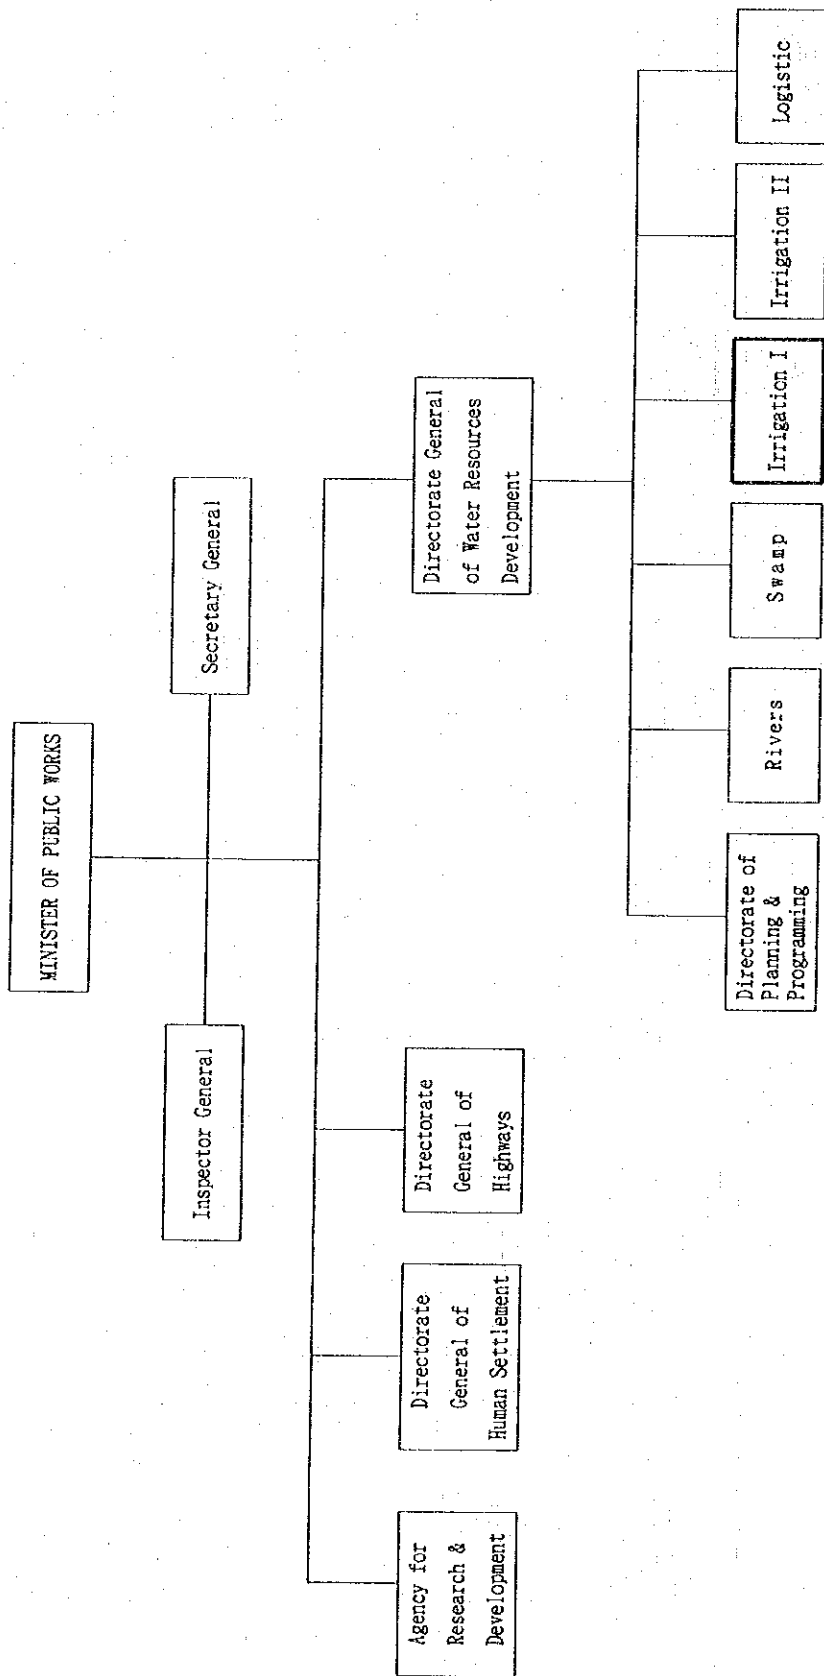 MINISTER OF PUBLIC WORKS
Inspector General
Secretary General
Agency for
Research &
Development
Directorate
General of
Human Settlement
Directorate
General of
Highways
Directorate General
of Water Resources
Development
Directorate of
Planning &
Programming
Rivers
Swamp
Irrigation I
Irrigation II
Logistic